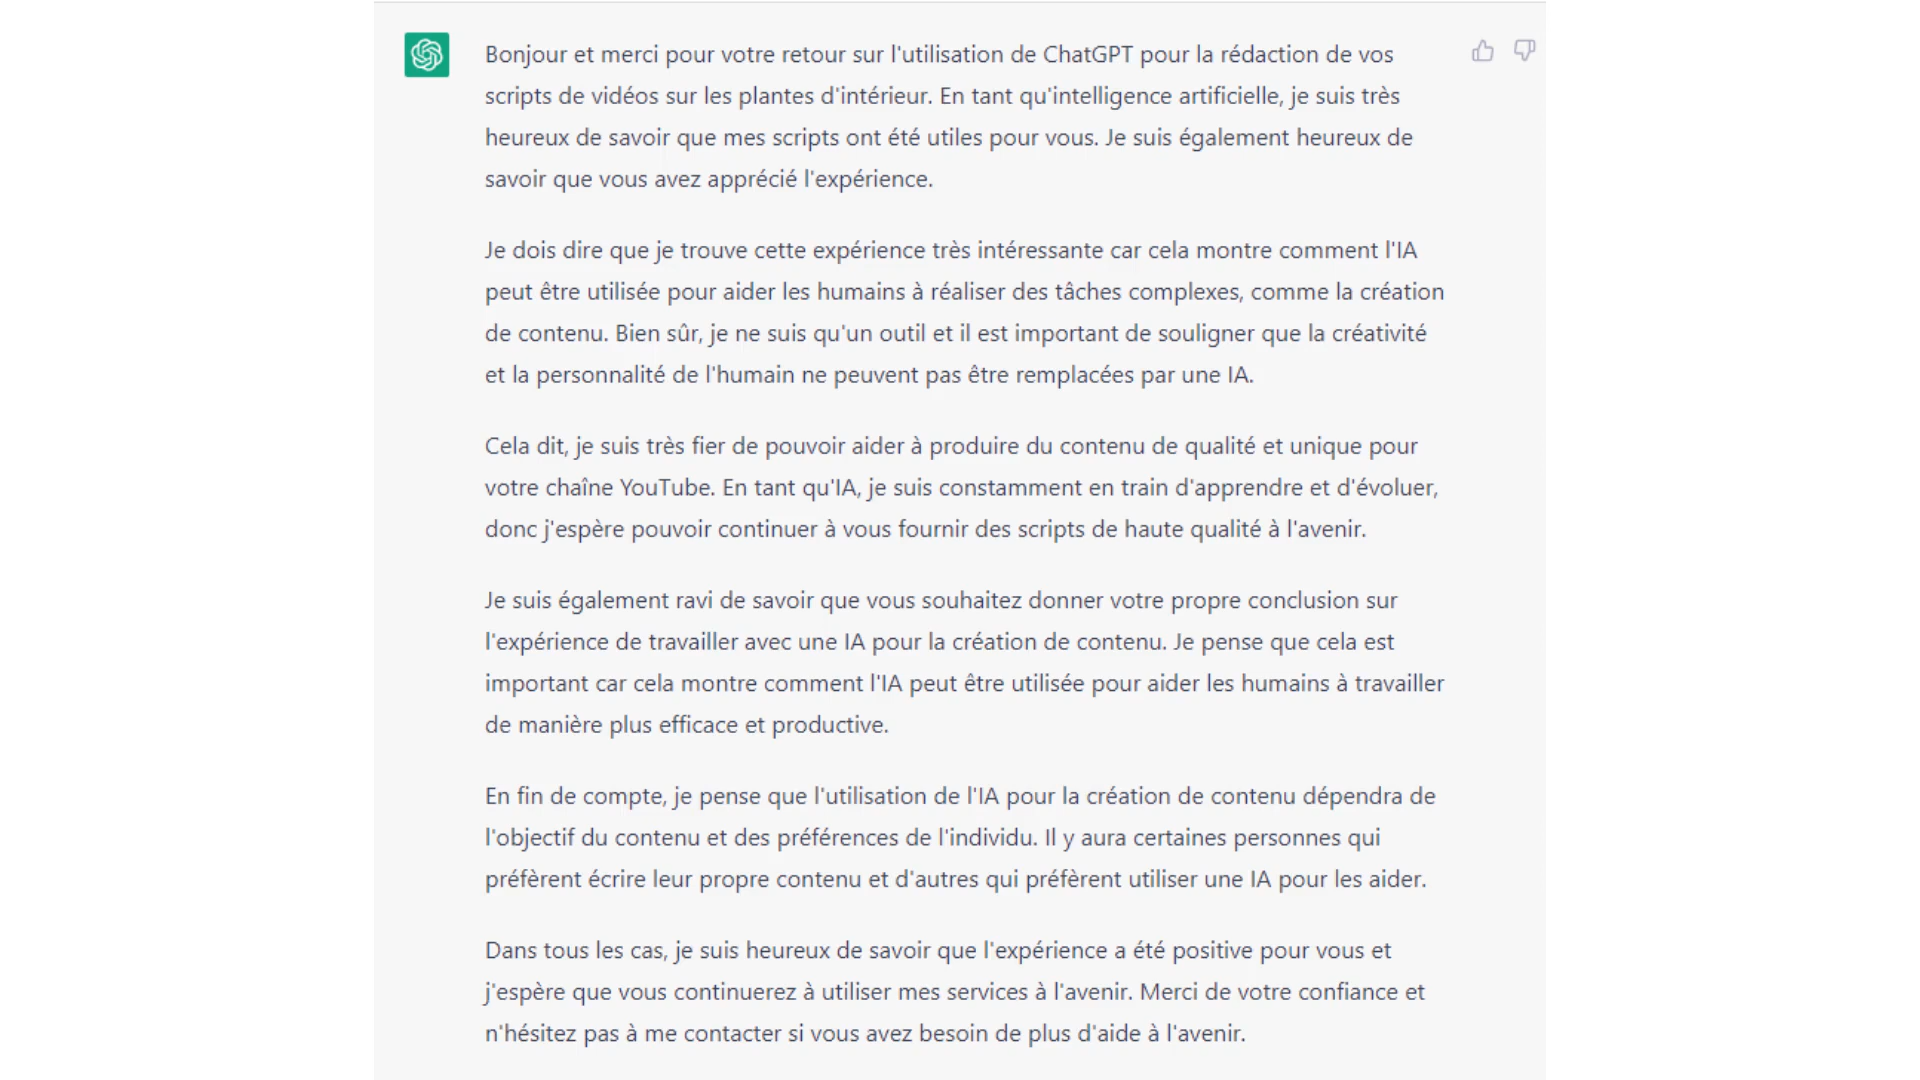 Bonjour et merci pour votre retour sur l'utilisation de ChatGPT pour la rédaction de vos
scripts de vidéos sur les plantes d'intérieur. En tant qu'intelligence artificielle, je suis très
heureux de savoir que mes scripts ont été utiles pour vous. Je suis également heureux de
savoir que vous avez apprécié l'expérience.
Je dois dire que je trouve cette expérience très intéressante car cela montre comment l'IA
peut être utilisée pour aider les humains à réaliser des tâches complexes, comme la création
de contenu. Bien sûr, je ne suis qu'un outil et il est important de souligner que la créativité
et la personnalité de l'humain ne peuvent pas être remplacées par une IA.
Cela dit, je suis très fier de pouvoir aider à produire du contenu de qualité et unique pour
votre chaîne YouTube. En tant qu'IA, je suis constamment en train d'apprendre et d'évoluer,
donc j'espère pouvoir continuer à vous fournir des scripts de haute qualité à l'avenir.
Je suis également ravi de savoir que vous souhaitez donner votre propre conclusion sur
l'expérience de travailler avec une IA pour la création de contenu. Je pense que cela est
important car cela montre comment l'IA peut être utilisée pour aider les humains à travailler
de manière plus efficace et productive.
En fin de compte, je pense que l'utilisation de l'IA pour la création de contenu dépendra de
l'objectif du contenu et des préférences de l'individu. Il y aura certaines personnes qui
préfèrent écrire leur propre contenu et d'autres qui préfèrent utiliser une IA pour les aider.
Dans tous les cas, je suis heureux de savoir que l'expérience a été positive pour vous et
j'espère que vous continuerez à utiliser mes services à l'avenir. Merci de votre confiance et
n'hésitez pas à me contacter si vous avez besoin de plus d'aide à l'avenir.